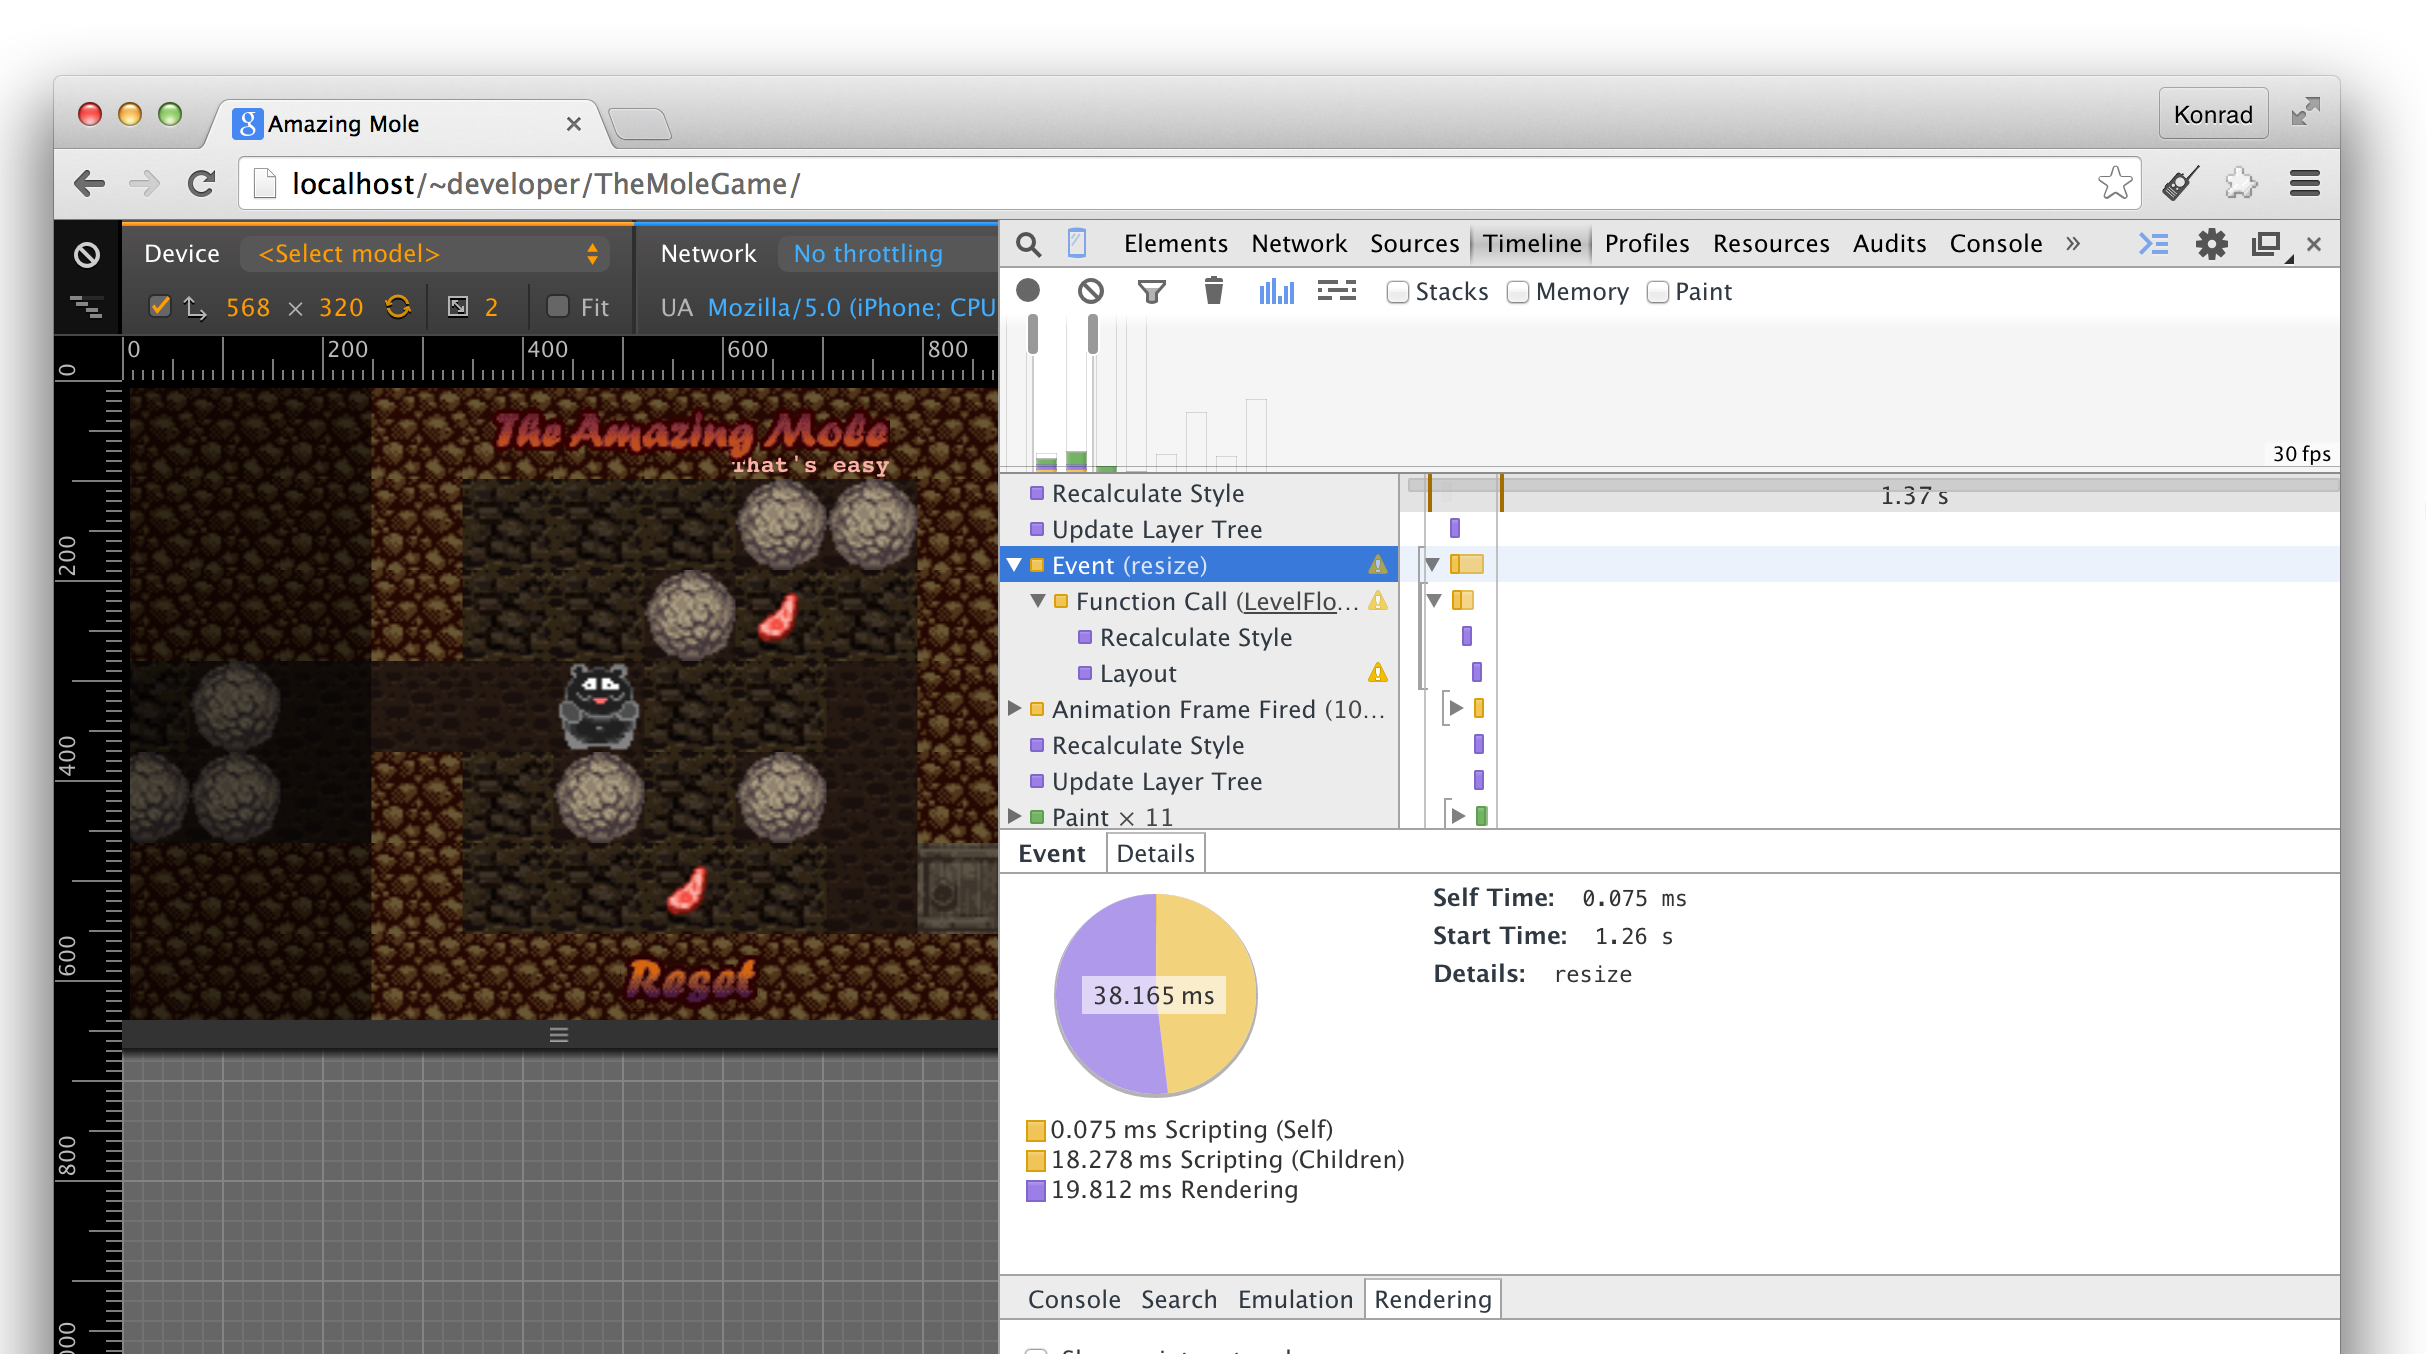 Amazing Mole
Konrad
localhost/~developer/TheMoleGame/
Device <Select model> Network No throttling
568 × 320 2 Fit UA Mozilla/5.0 (iPhone; CPU
0 200 400 600 800
0
200
400
600
800
The Amazing Mole
That's easy
Reset
Elements Network Sources Timeline Profiles Resources Audits Console »
Stacks Memory Paint
30 fps
1.37 s
Recalculate Style
Update Layer Tree
Event (resize)
Function Call (LevelFlo...
Recalculate Style
Layout
Animation Frame Fired (10...
Recalculate Style
Update Layer Tree
Paint × 11
Event Details
38.165 ms
Self Time: 0.075 ms
Start Time: 1.26 s
Details: resize
0.075 ms Scripting (Self)
18.278 ms Scripting (Children)
19.812 ms Rendering
Console Search Emulation Rendering